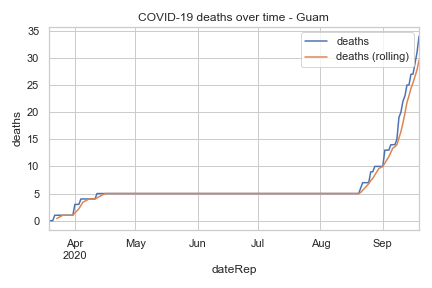 COVID-19 deaths over time - Guam
deaths
deaths (rolling)
35
30
25
20
15
10
5
0
deaths
Apr
2020
May
Jun
Jul
Aug
Sep
dateRep